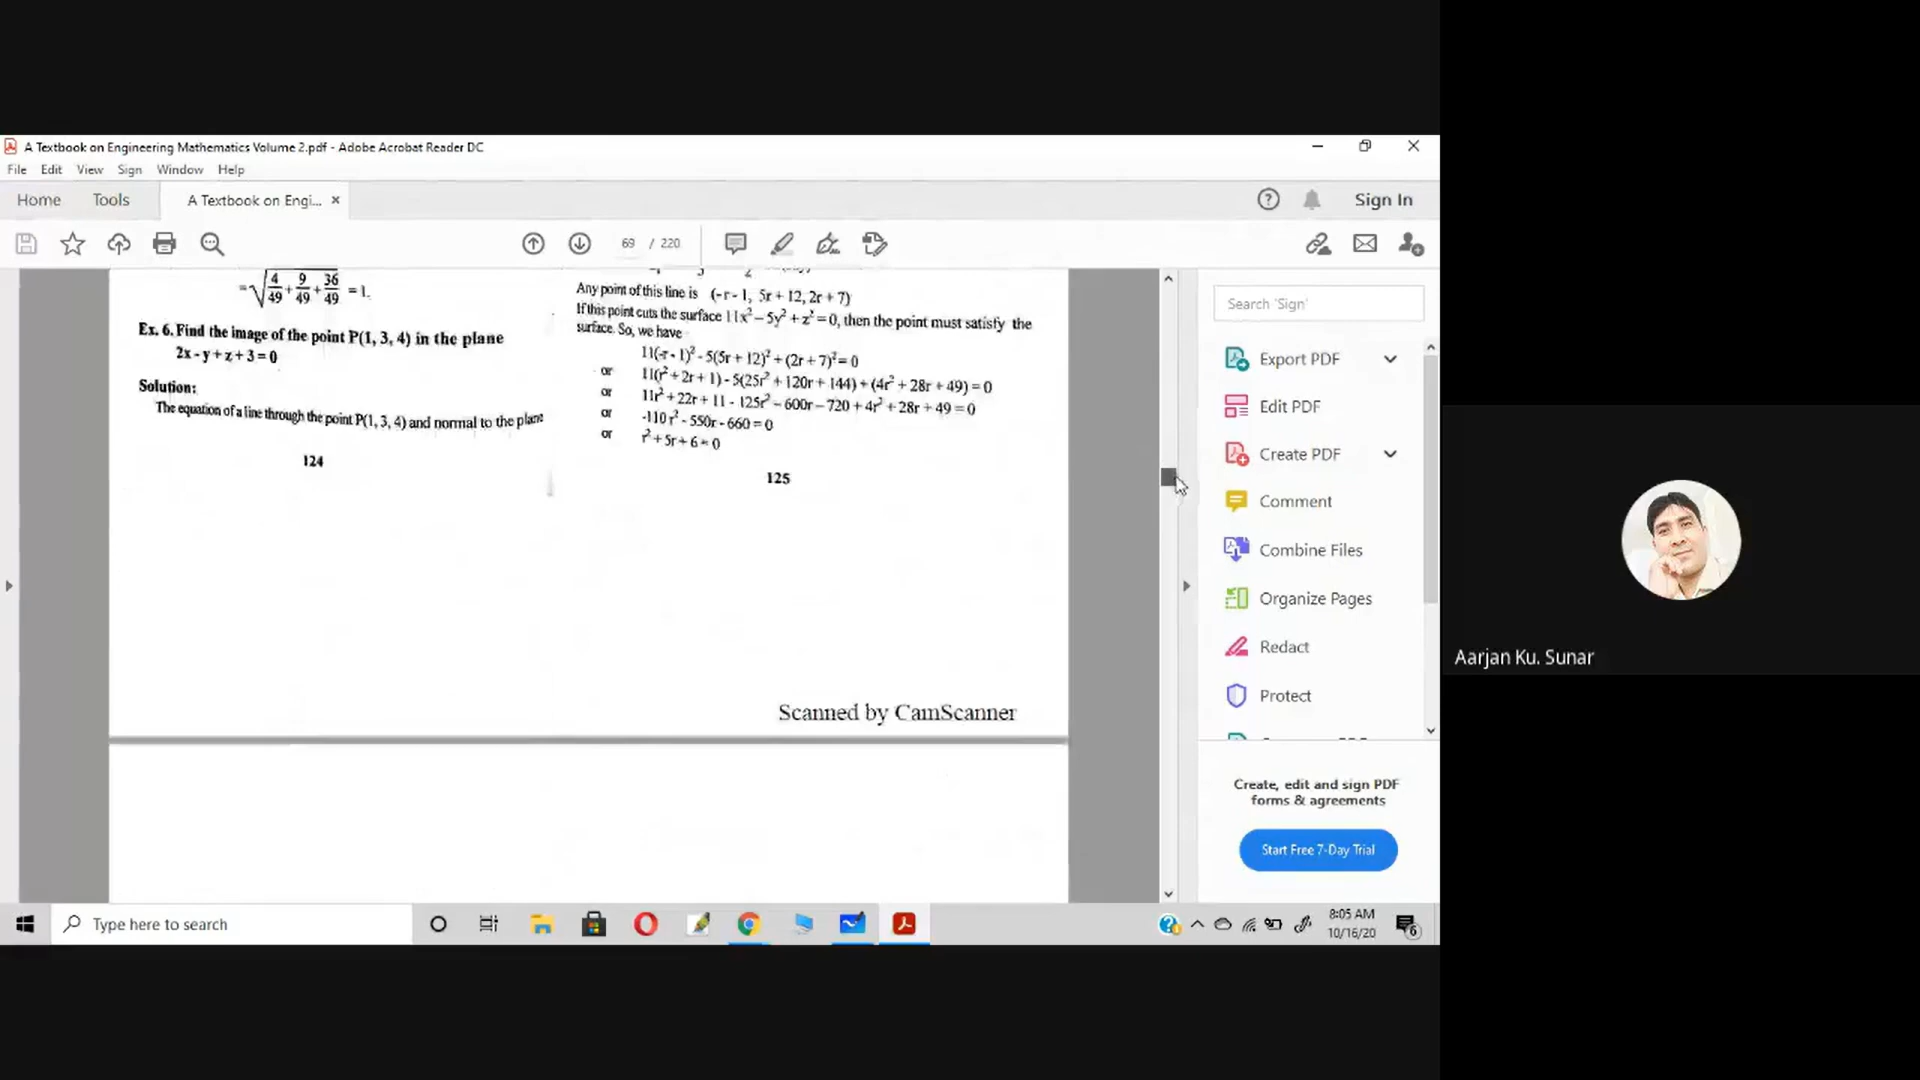 A Textbook on Engineering Mathematics Volume 2.pdf - Adobe Acrobat Reader DC
File Edit View Sign Window Help
Home Tools A Textbook on Engi... ×
Sign In
69 / 220
= √ 4/49 + 9/49 + 36/49 = 1.
Ex. 6. Find the image of the point P(1, 3, 4) in the plane
2x - y + z + 3 = 0
Solution:
The equation of a line through the point P(1, 3, 4) and normal to the plane
124
Any point of this line is (-r - 1, 5r + 12, 2r + 7)
If this point cuts the surface 11x² – 5y² + z² = 0, then the point must satisfy the
surface. So, we have
11(-r - 1)² - 5(5r + 12)² + (2r + 7)² = 0
or 11(r² + 2r + 1) - 5(25r² + 120r + 144) + (4r² + 28r + 49) = 0
or 11r² + 22r + 11 - 125r² – 600r – 720 + 4r² + 28r + 49 = 0
or -110r² - 550r - 660 = 0
or r² + 5r + 6 = 0
125
Scanned by CamScanner
Search 'Sign'
Export PDF
Edit PDF
Create PDF
Comment
Combine Files
Organize Pages
Redact
Protect
Create, edit and sign PDF
forms & agreements
Start Free 7-Day Trial
Aarjan Ku. Sunar
Type here to search
8:05 AM
10/16/20
6